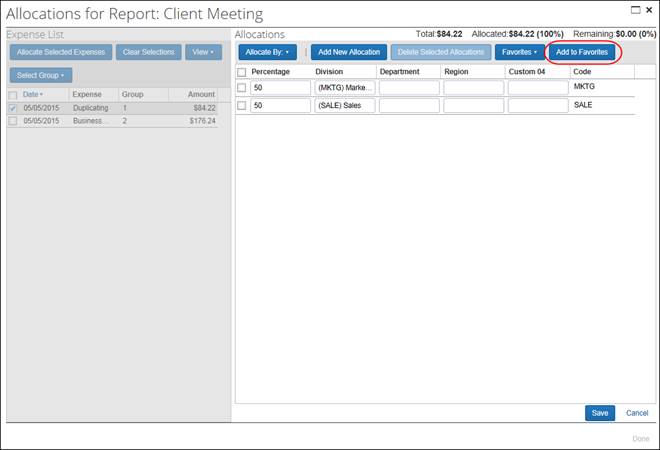 Allocations for Report: Client Meeting
Expense List
Allocate Selected Expenses Clear Selections View
Select Group
Date Expense Group Amount
05/05/2015 Duplicating 1 $84.22
05/05/2015 Business... 2 $176.24
Allocations Total:$84.22 Allocated:$84.22 (100%) Remaining:$0.00 (0%)
Allocate By: | Add New Allocation Delete Selected Allocations Favorites Add to Favorites
Percentage Division Department Region Custom 04 Code
50 (MKTG) Marke... MKTG
50 (SALE) Sales SALE
Save Cancel
Done